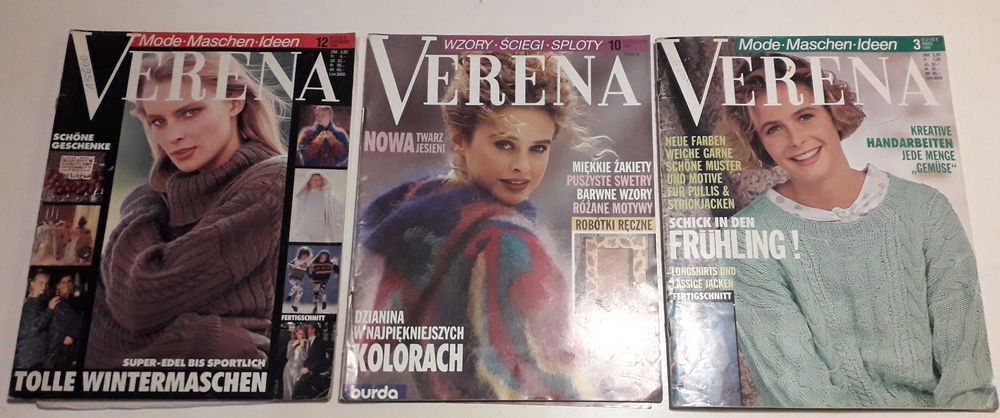 Mode·Maschen·Ideen 12
VERENA
SCHÖNE
GESCHENKE
FERTIGSCHNITT
SUPER-EDEL BIS SPORTLICH
TOLLE WINTERMASCHEN
WZORY·ŚCIEGI·SPLOTY 10
VERENA
NOWA TWARZ
JESIENI
MIĘKKIE ŻAKIETY
PUSZYSTE SWETRY
BARWNE WZORY
RÓŻANE MOTYWY
ROBÓTKI RĘCZNE
DZIANINA
W NAJPIĘKNIEJSZYCH
KOLORACH
burda
Mode·Maschen·Ideen 3
VERENA
NEUE FARBEN
WEICHE GARNE
SCHÖNE MUSTER
UND MOTIVE
FÜR PULLIS &
STRICKJACKEN
KREATIVE
HANDARBEITEN
JEDE MENGE
„GEMÜSE"
SCHICK IN DEN
FRÜHLING!
LONGSHIRTS UND
LÄSSIGE JACKEN
FERTIGSCHNITT